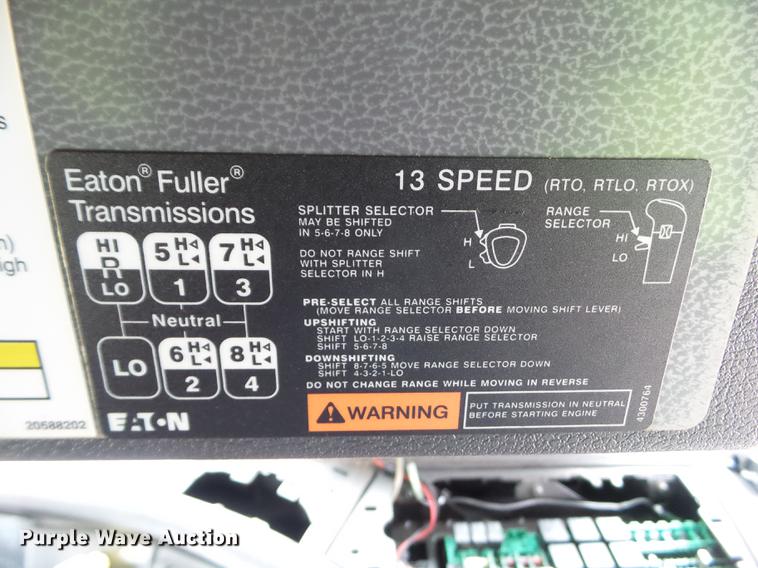 s
n)
igh
20588202
Eaton® Fuller®
Transmissions
HI
R
LO
5 H◁
L◀
1
7 H◁
L◀
3
Neutral
LO
6 H◁
L◀
2
8 H◁
L◀
4
EATON
13 SPEED (RTO, RTLO, RTOX)
SPLITTER SELECTOR
MAY BE SHIFTED
IN 5-6-7-8 ONLY
DO NOT RANGE SHIFT
WITH SPLITTER
SELECTOR IN H
H
L
RANGE
SELECTOR
HI
LO
PRE-SELECT ALL RANGE SHIFTS
(MOVE RANGE SELECTOR BEFORE MOVING SHIFT LEVER)
UPSHIFTING
START WITH RANGE SELECTOR DOWN
SHIFT LO-1-2-3-4 RAISE RANGE SELECTOR
SHIFT 5-6-7-8
DOWNSHIFTING
SHIFT 8-7-6-5 MOVE RANGE SELECTOR DOWN
SHIFT 4-3-2-1-LO
DO NOT CHANGE RANGE WHILE MOVING IN REVERSE
WARNING
PUT TRANSMISSION IN NEUTRAL
BEFORE STARTING ENGINE
4300764
Purple Wave Auction